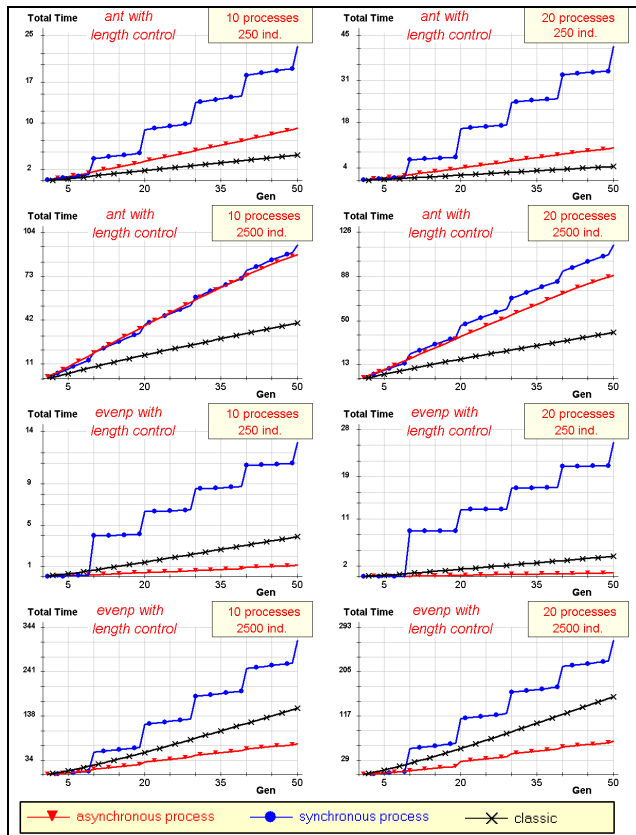 Total Time
ant with
length control
10 processes
250 ind.
25
17
10
2
5
20
35
50
Gen
Total Time
ant with
length control
20 processes
250 ind.
45
31
18
4
5
20
35
50
Gen
Total Time
ant with
length control
10 processes
2500 ind.
104
73
42
11
5
20
35
50
Gen
Total Time
ant with
length control
20 processes
2500 ind.
126
88
50
13
5
20
35
50
Gen
Total Time
evenp with
length control
10 processes
250 ind.
14
9
5
1
5
20
35
50
Gen
Total Time
evenp with
length control
20 processes
250 ind.
28
19
11
2
5
20
35
50
Gen
Total Time
evenp with
length control
10 processes
2500 ind.
344
241
138
34
5
20
35
50
Gen
Total Time
evenp with
length control
20 processes
2500 ind.
293
205
117
29
5
20
35
50
Gen
asynchronous process
synchronous process
classic